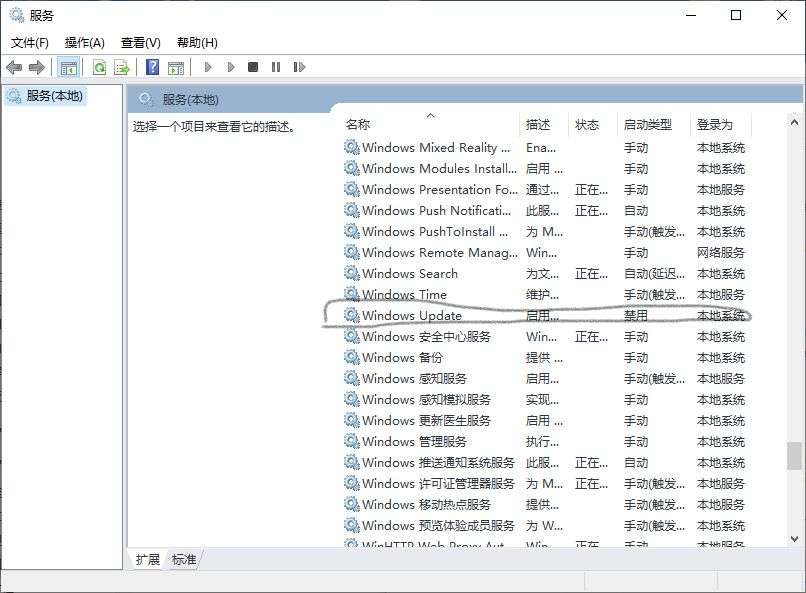 服务
文件(F) 操作(A) 查看(V) 帮助(H)
服务(本地)
服务(本地)
选择一个项目来查看它的描述。
名称 描述 状态 启动类型 登录为
Windows Mixed Reality ... Ena... 手动 本地系统
Windows Modules Install... 启用 ... 手动 本地系统
Windows Presentation Fo... 通过... 正在... 手动 本地服务
Windows Push Notificati... 此服... 正在... 自动 本地系统
Windows PushToInstall ... 为 M... 手动(触发... 本地系统
Windows Remote Manag... Win... 手动 网络服务
Windows Search 为文... 正在... 自动(延迟... 本地系统
Windows Time 维护... 手动(触发... 本地服务
Windows Update 启用... 禁用 本地系统
Windows 安全中心服务 Win... 正在... 手动 本地系统
Windows 备份 提供 ... 手动 本地系统
Windows 感知服务 启用... 手动(触发... 本地服务
Windows 感知模拟服务 实现... 手动 本地系统
Windows 更新医生服务 启用 ... 手动 本地系统
Windows 管理服务 执行... 手动 本地系统
Windows 推送通知系统服务 此服... 正在... 自动 本地系统
Windows 许可证管理器服务 为 M... 正在... 手动(触发... 本地服务
Windows 移动热点服务 提供... 手动(触发... 本地服务
Windows 预览体验成员服务 为 W... 手动(触发... 本地系统
WinHTTP Web Proxy Aut... Win... 正在... 手动 本地服务
扩展 标准